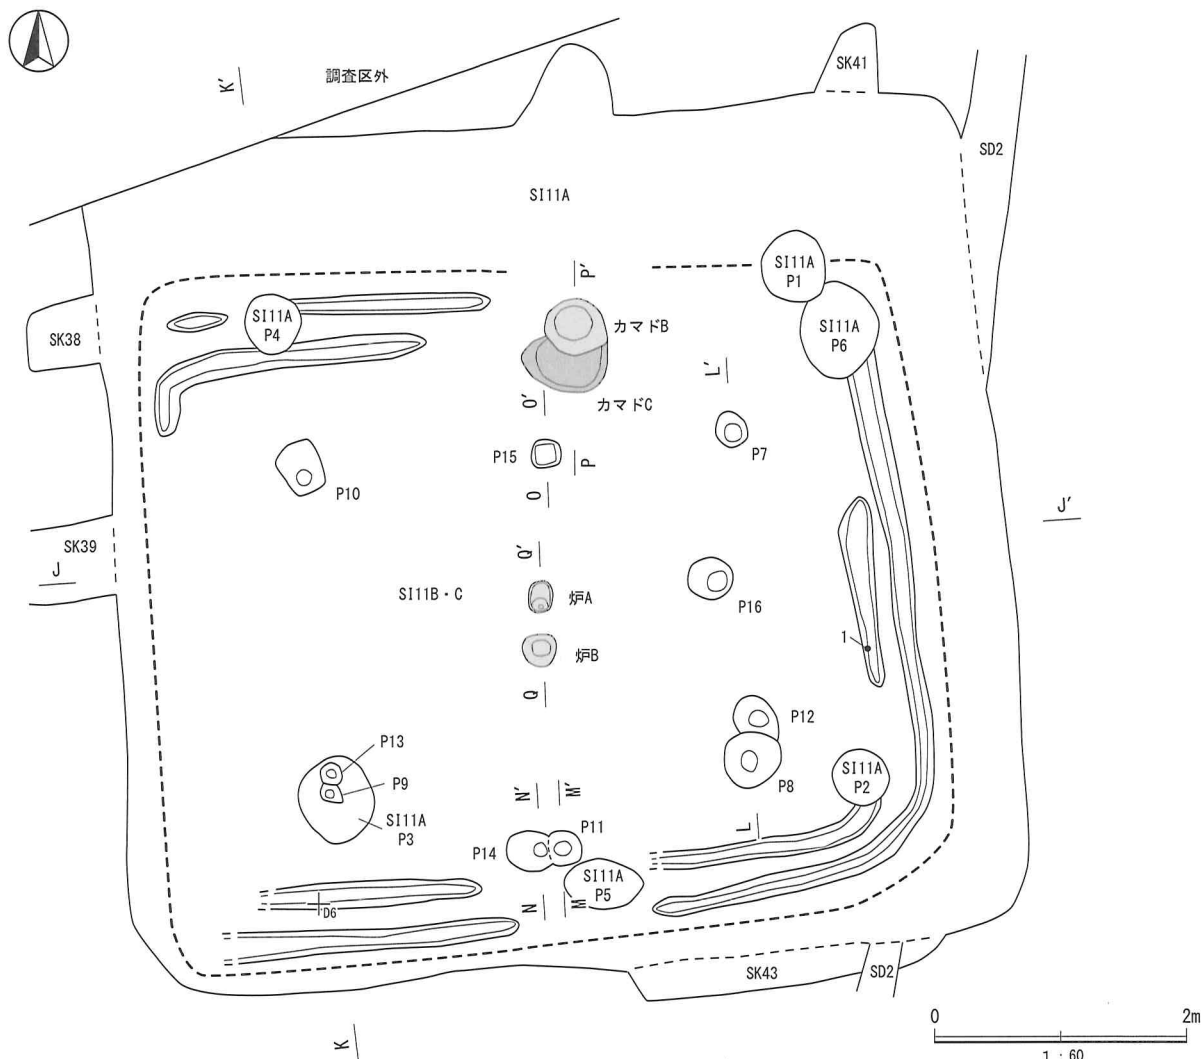 調査区外
K'
SK41
SD2
SI11A
P'
SI11A
P1
SI11A
P4
SI11A
P6
カマドB
SK38
カマドC
O'
L'
P15
P
P7
P10
O
J'
SK39
J
Q'
SI11B・C
炉A
P16
炉B
1
Q
P12
P13
P9
P8
SI11A
P2
SI11A
P3
N'
M'
L
P11
P14
SI11A
P5
D6
N
M
SK43
SD2
K
0
2m
1 : 60